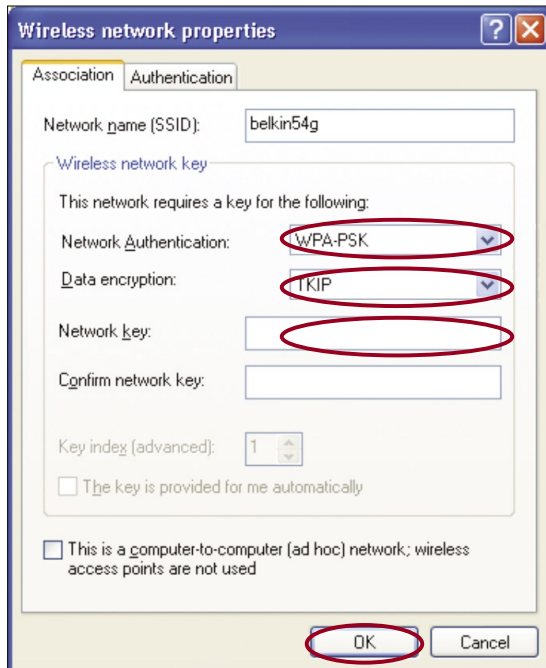 Wireless network properties
Association
Authentication
Network name (SSID):
belkin54g
Wireless network key
This network requires a key for the following:
Network Authentication:
WPA-PSK
Data encryption:
TKIP
Network key:
Confirm network key:
Key index (advanced):
1
The key is provided for me automatically
This is a computer-to-computer (ad hoc) network; wireless
access points are not used
OK
Cancel